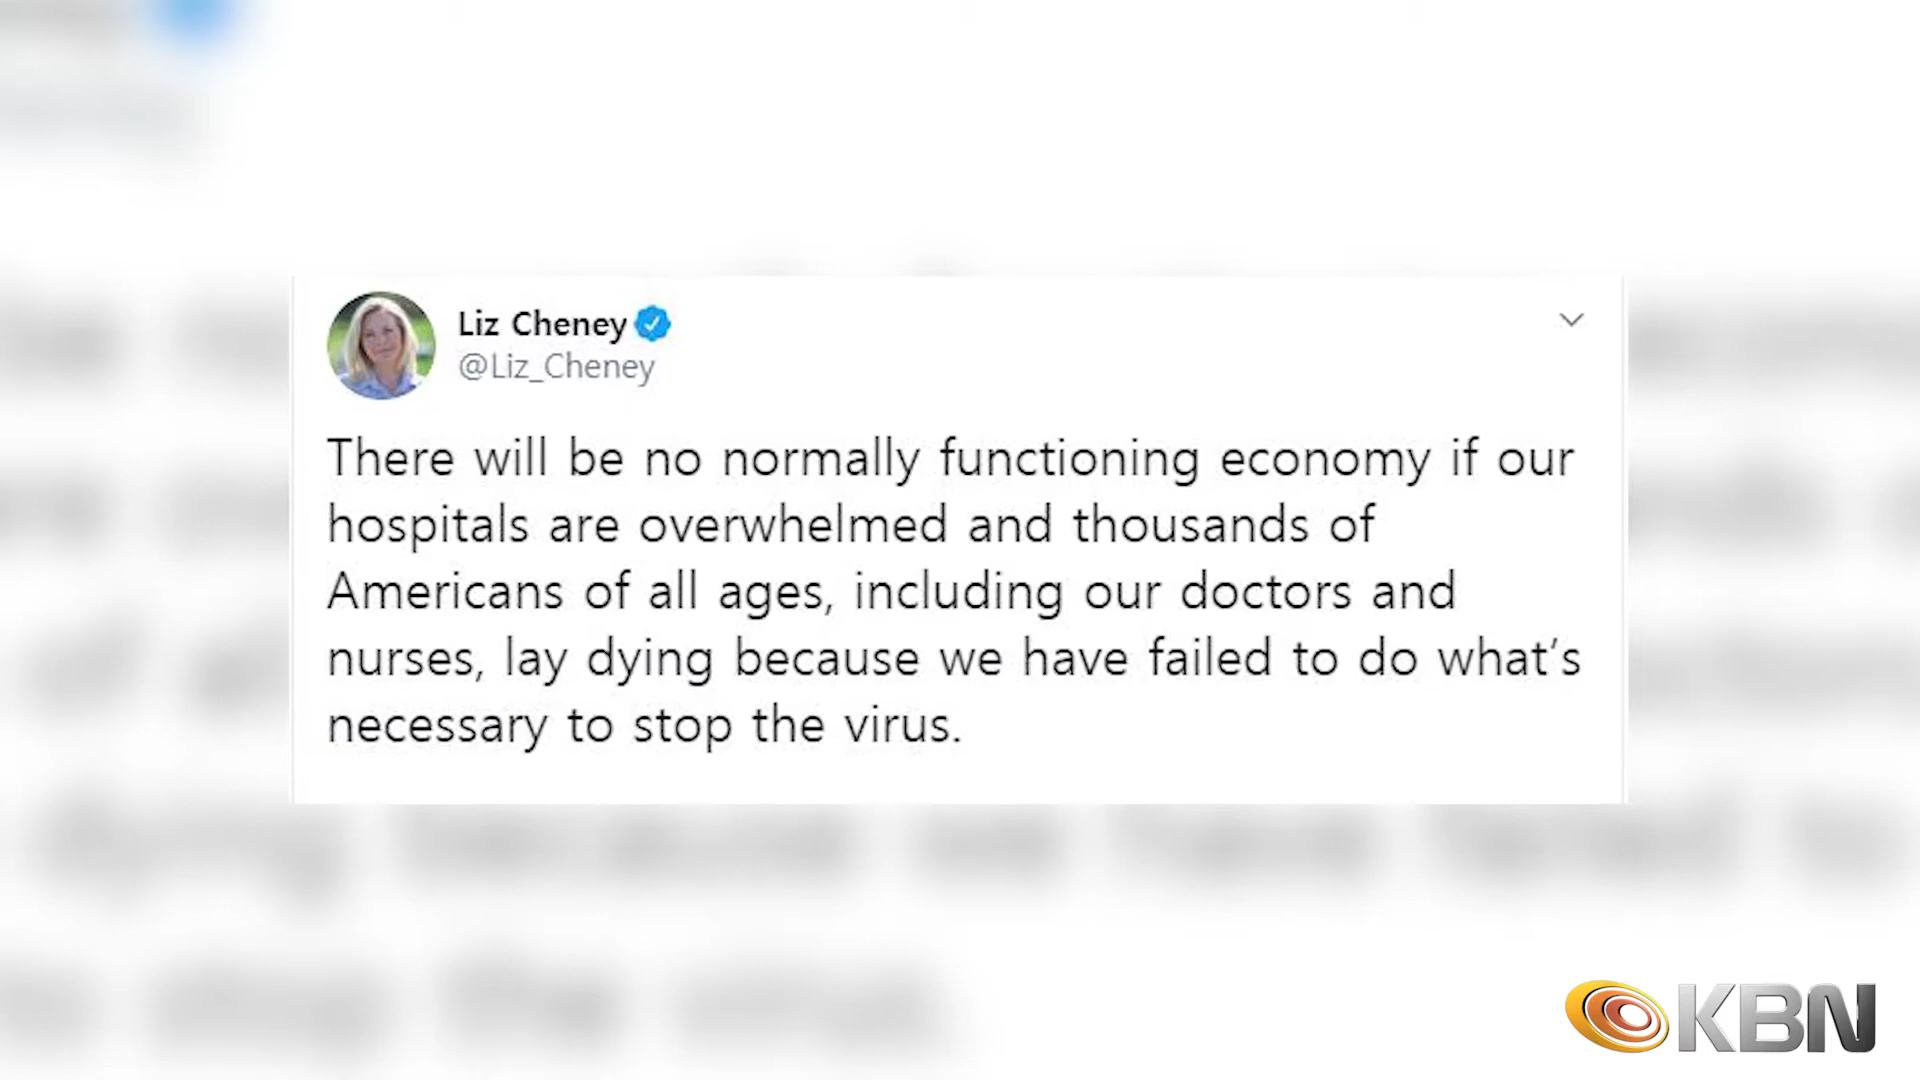 Liz Cheney
@Liz_Cheney
There will be no normally functioning economy if our
hospitals are overwhelmed and thousands of
Americans of all ages, including our doctors and
nurses, lay dying because we have failed to do what's
necessary to stop the virus.
KBN